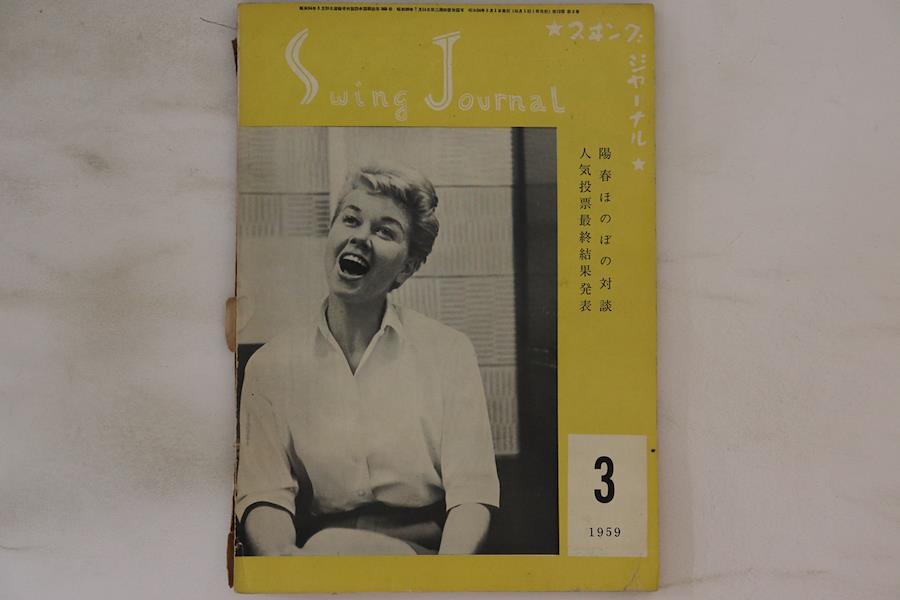 Swing Journal
★スヰング
ジャーナル★
陽春ほのぼの対談
人気投票最終結果発表
3
1959